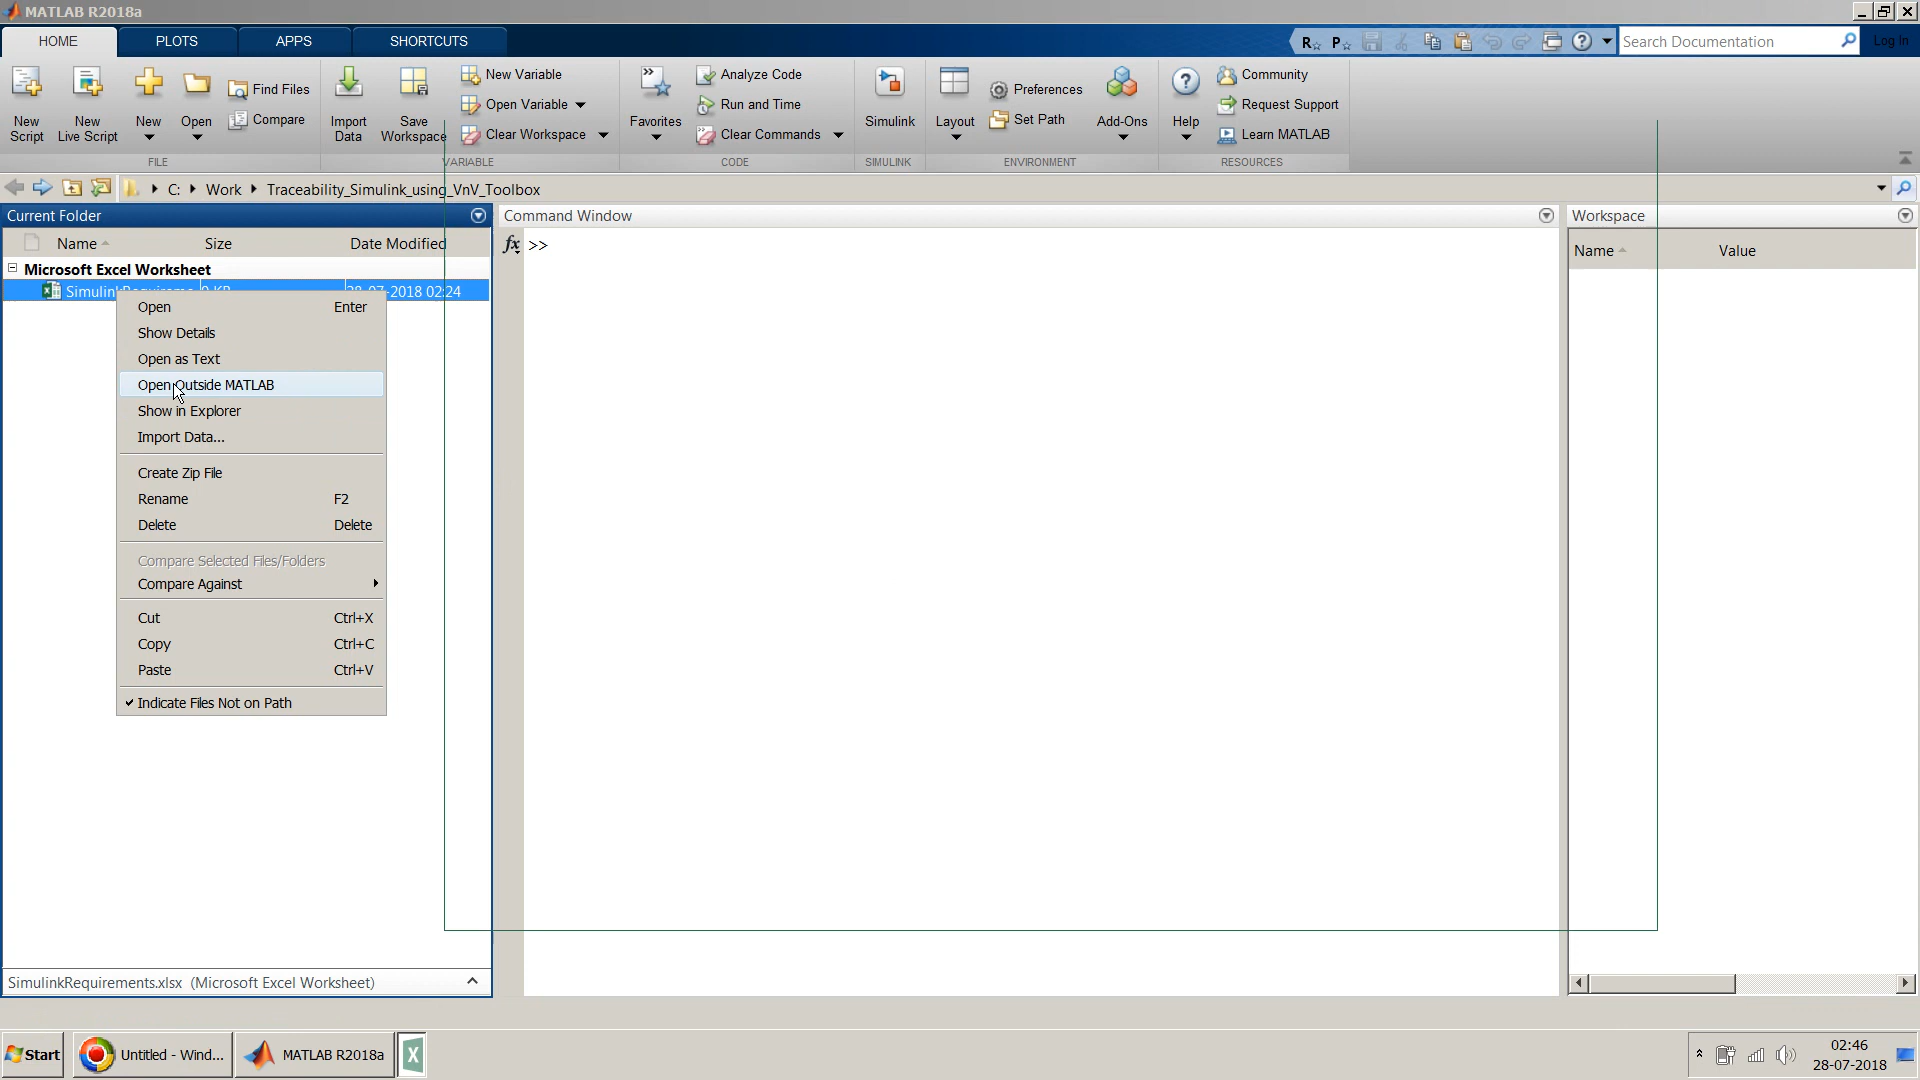 MATLAB R2018a
HOME PLOTS APPS SHORTCUTS
Search Documentation
Log In
New Script
New Live Script
New
Open
Find Files
Compare
Import Data
Save Workspace
New Variable
Open Variable
Clear Workspace
Favorites
Analyze Code
Run and Time
Clear Commands
Simulink
Layout
Preferences
Set Path
Add-Ons
Help
Community
Request Support
Learn MATLAB
FILE VARIABLE CODE SIMULINK ENVIRONMENT RESOURCES
C: Work Traceability_Simulink_using_VnV_Toolbox
Current Folder
Name Size Date Modified
Microsoft Excel Worksheet
28-07-2018 02:24
Open Enter
Show Details
Open as Text
Open Outside MATLAB
Show in Explorer
Import Data...
Create Zip File
Rename F2
Delete Delete
Compare Selected Files/Folders
Compare Against
Cut Ctrl+X
Copy Ctrl+C
Paste Ctrl+V
Indicate Files Not on Path
SimulinkRequirements.xlsx (Microsoft Excel Worksheet)
Command Window
fx >>
Workspace
Name Value
Start
Untitled - Wind...
MATLAB R2018a
02:46
28-07-2018